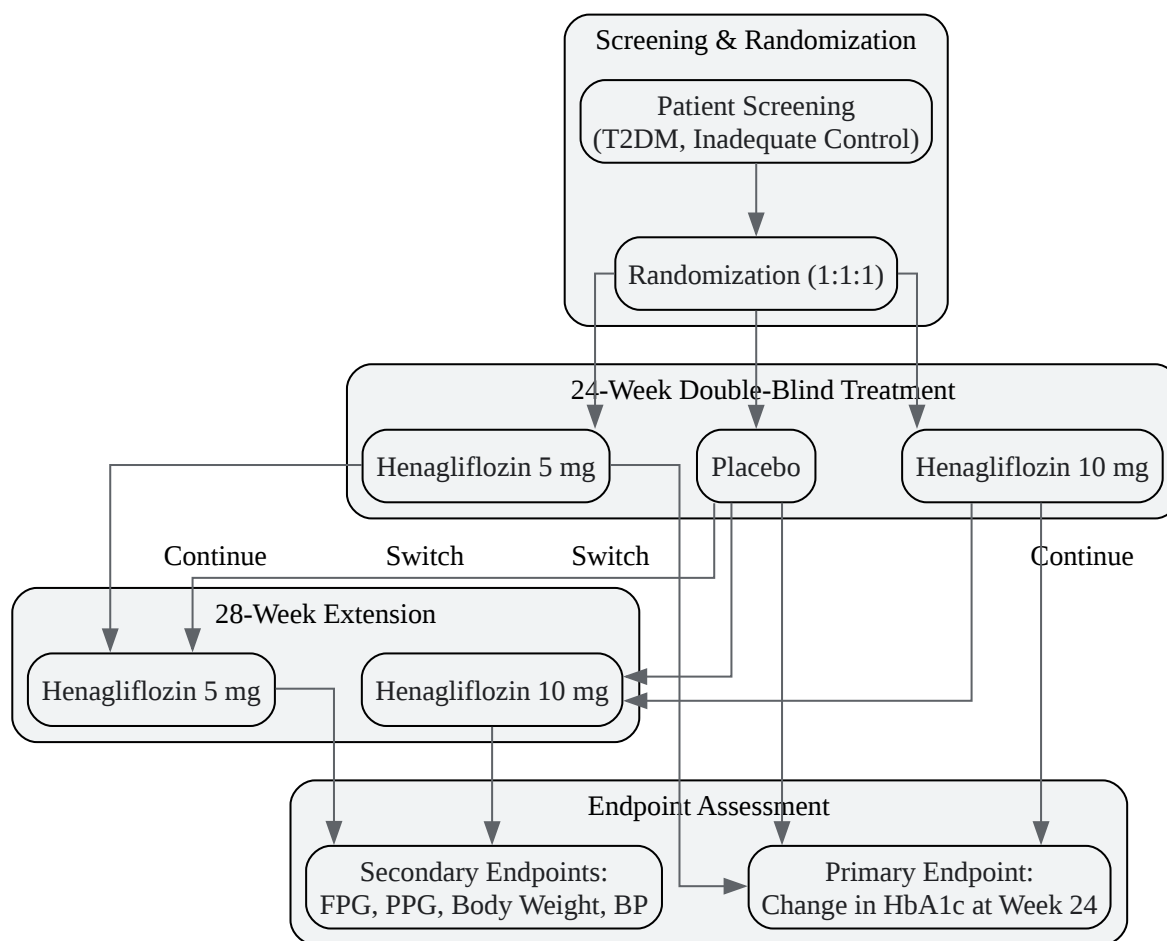 Screening & Randomization
Patient Screening
(T2DM, Inadequate Control)
Randomization (1:1:1)
24-Week Double-Blind Treatment
Henagliflozin 5 mg
Placebo
Henagliflozin 10 mg
Continue
Switch
Switch
Continue
28-Week Extension
Henagliflozin 5 mg
Henagliflozin 10 mg
Endpoint Assessment
Secondary Endpoints:
FPG, PPG, Body Weight, BP
Primary Endpoint:
Change in HbA1c at Week 24